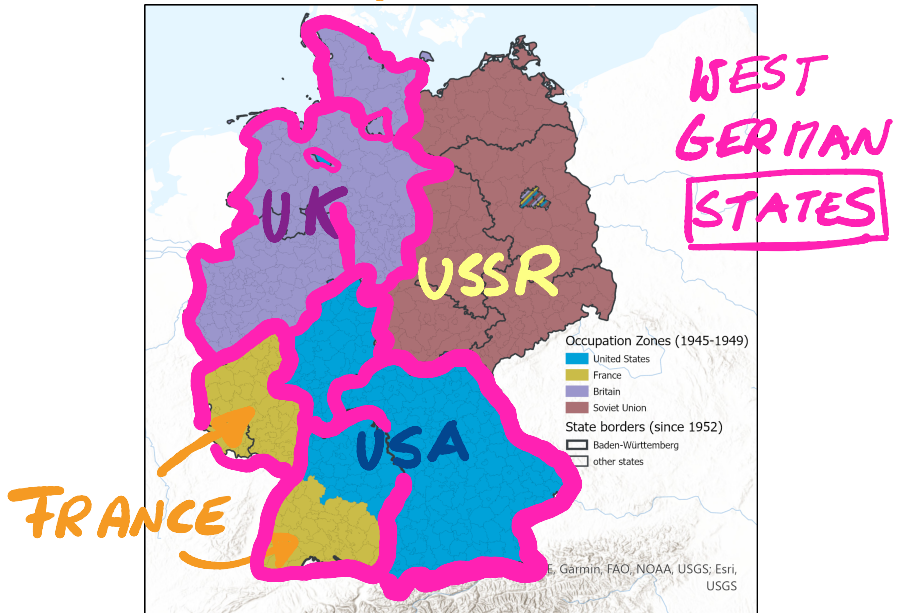 WEST
GERMAN
STATES
UK
USSR
Occupation Zones (1945-1949)
United States
France
Britain
Soviet Union
State borders (since 1952)
Baden-Württemberg
other states
USA
FRANCE
E, Garmin, FAO, NOAA, USGS; Esri,
USGS